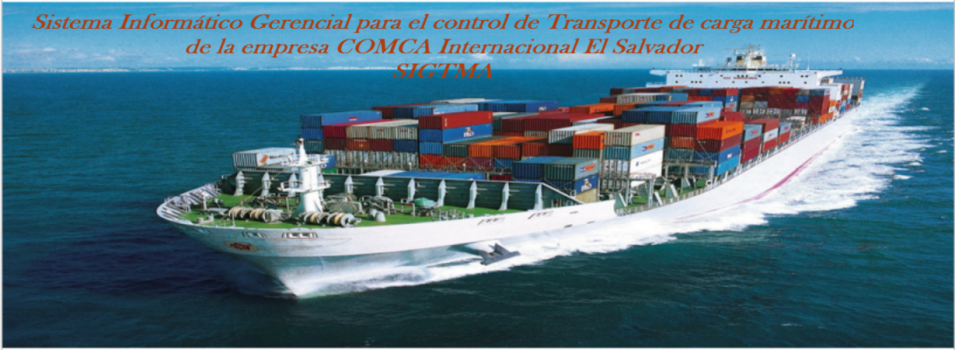 Sistema Informático Gerencial para el control de Transporte de carga marítimo
de la empresa COMCA Internacional El Salvador
SIGTMA